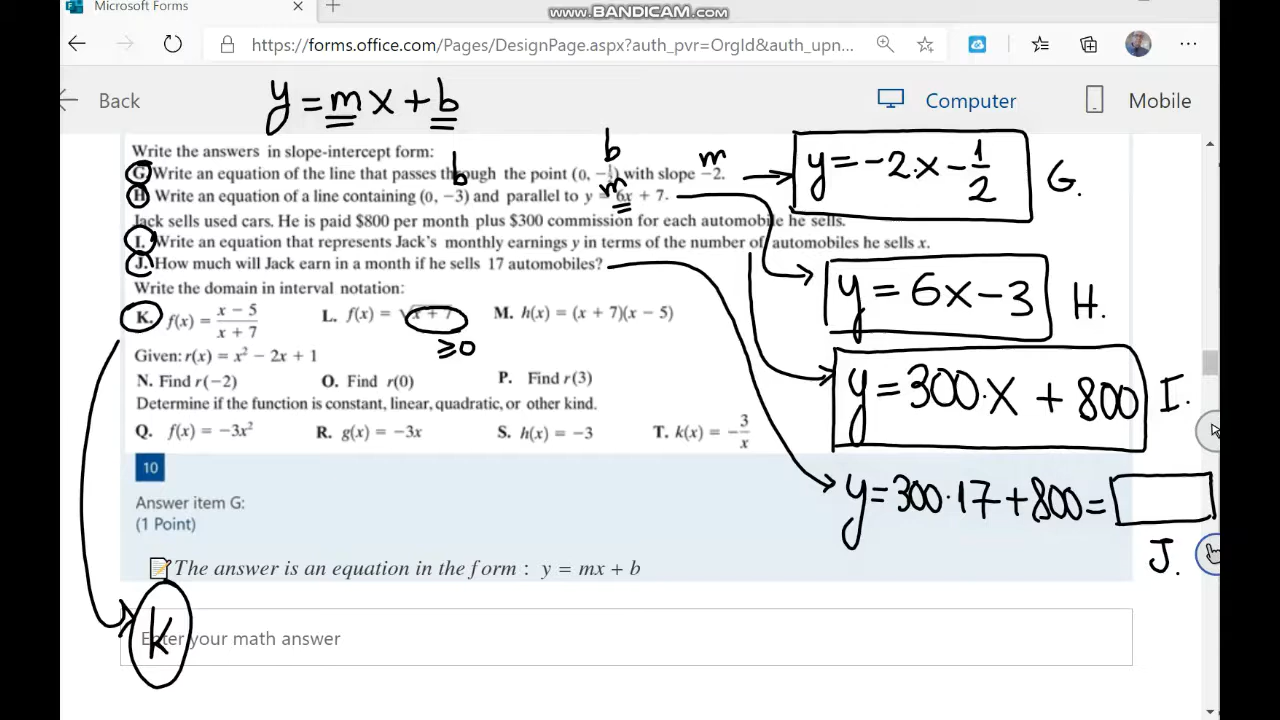 Microsoft Forms
www.BANDICAM.com
https://forms.office.com/Pages/DesignPage.aspx?auth_pvr=OrgId&auth_upn...
Back
Computer
Mobile
y = mx + b
Write the answers in slope-intercept form:
b
m
G. Write an equation of the line that passes through the point (0, -1/2) with slope -2.
y = -2·x - 1/2
G.
b
m
H. Write an equation of a line containing (0, -3) and parallel to y = 6x + 7.
Jack sells used cars. He is paid $800 per month plus $300 commission for each automobile he sells.
I. Write an equation that represents Jack's monthly earnings y in terms of the number of automobiles he sells x.
J. How much will Jack earn in a month if he sells 17 automobiles?
y = 6x - 3
H.
Write the domain in interval notation:
K. f(x) = (x - 5)/(x + 7)
L. f(x) = √x + 7
M. h(x) = (x + 7)(x - 5)
≥0
Given: r(x) = x² - 2x + 1
N. Find r(-2)
O. Find r(0)
P. Find r(3)
y = 300·x + 800
I.
Determine if the function is constant, linear, quadratic, or other kind.
Q. f(x) = -3x²
R. g(x) = -3x
S. h(x) = -3
T. k(x) = -3/x
10
Answer item G:
(1 Point)
y = 300·17 + 800 =
J.
The answer is an equation in the form : y = mx + b
Enter your math answer
K